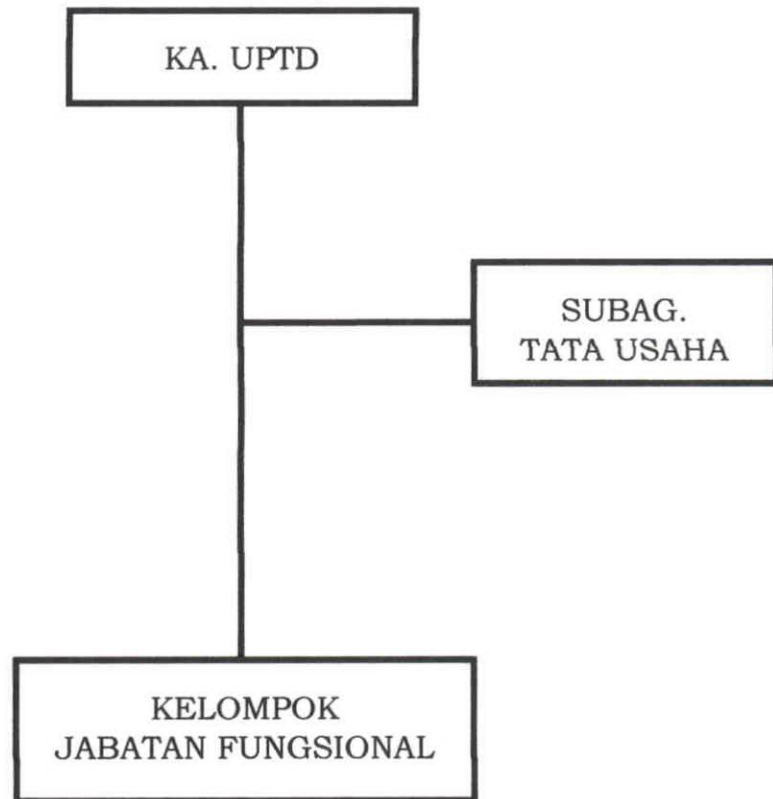 KA. UPTD
SUBAG.
TATA USAHA
KELOMPOK
JABATAN FUNGSIONAL